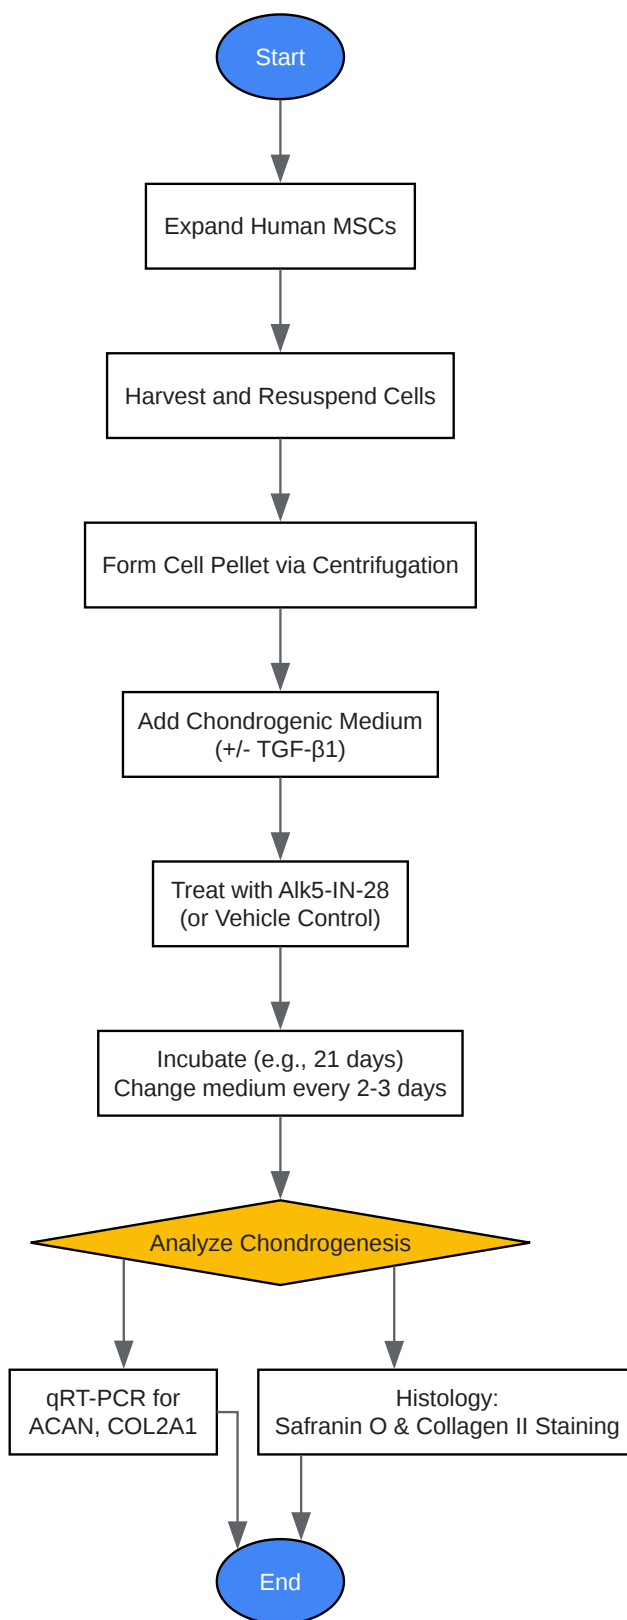 Start
Expand Human MSCs
Harvest and Resuspend Cells
Form Cell Pellet via Centrifugation
Add Chondrogenic Medium
(+/- TGF-β1)
Treat with Alk5-IN-28
(or Vehicle Control)
Incubate (e.g., 21 days)
Change medium every 2-3 days
Analyze Chondrogenesis
qRT-PCR for
ACAN, COL2A1
Histology:
Safranin O & Collagen II Staining
End